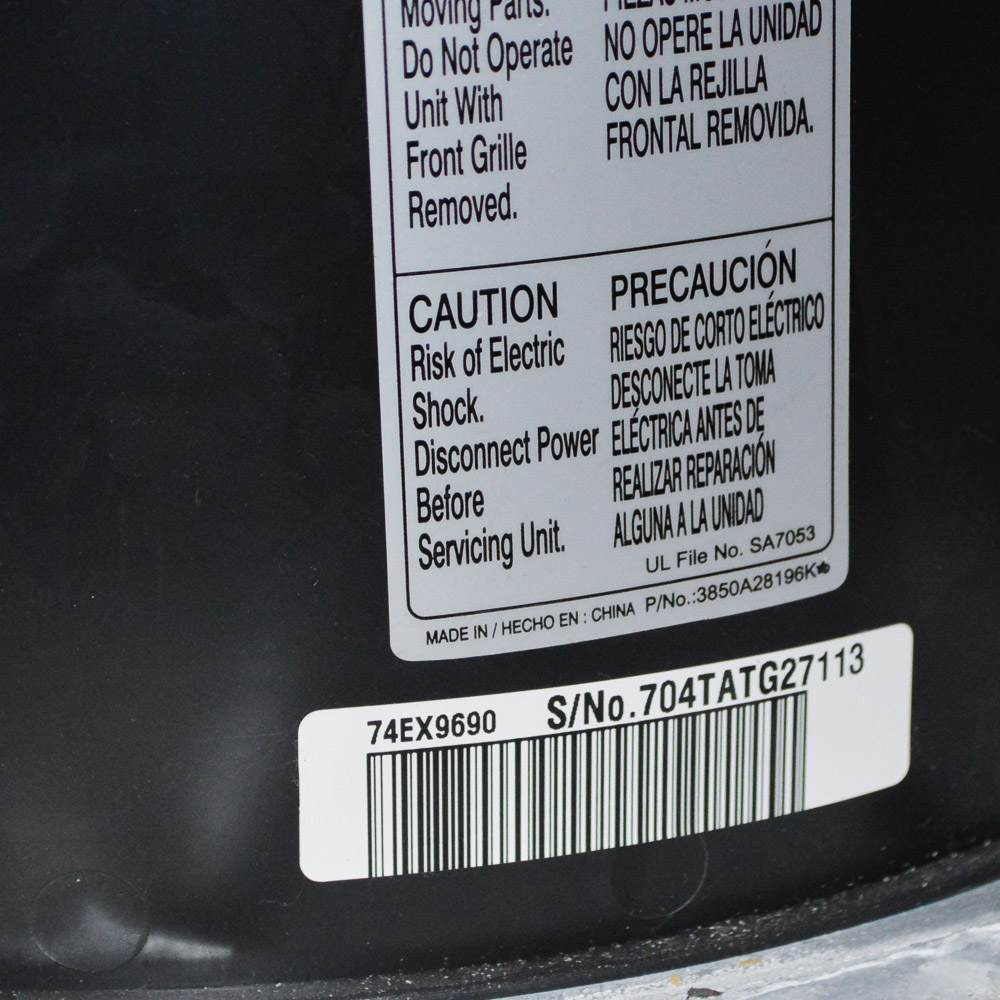 Moving Parts.
Do Not Operate
Unit With
Front Grille
Removed.
NO OPERE LA UNIDAD
CON LA REJILLA
FRONTAL REMOVIDA.
CAUTION
Risk of Electric
Shock.
Disconnect Power
Before
Servicing Unit.
PRECAUCIÓN
RIESGO DE CORTO ELÉCTRICO
DESCONECTE LA TOMA
ELÉCTRICA ANTES DE
REALIZAR REPARACIÓN
ALGUNA A LA UNIDAD
UL File No. SA7053
MADE IN / HECHO EN : CHINA P/No.:3850A28196K
74EX9690 S/No.704TATG27113